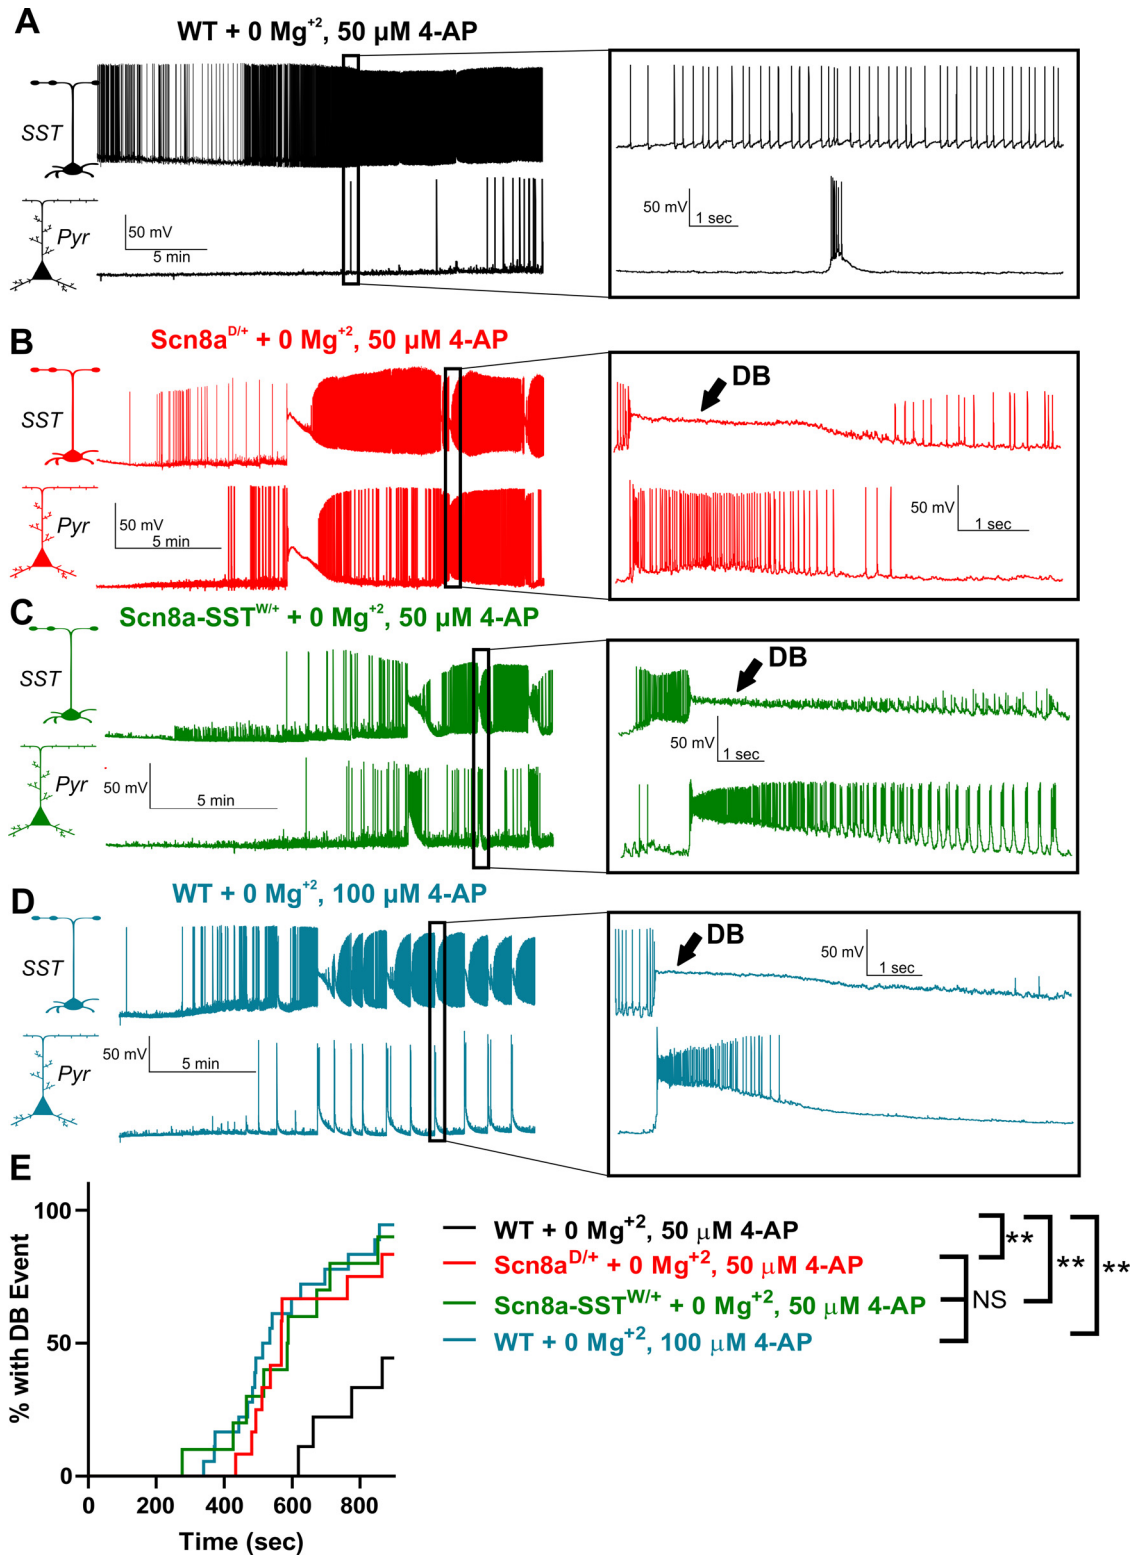 A
WT + 0 Mg⁺², 50 µM 4-AP
SST
Pyr
50 mV
5 min
50 mV
1 sec
B
Scn8aᴰ/⁺ + 0 Mg⁺², 50 µM 4-AP
SST
Pyr
50 mV
5 min
DB
50 mV
1 sec
C
Scn8a-SSTᵂ/⁺ + 0 Mg⁺², 50 µM 4-AP
SST
Pyr
50 mV
5 min
DB
50 mV
1 sec
D
WT + 0 Mg⁺², 100 µM 4-AP
SST
Pyr
50 mV
5 min
DB
50 mV
1 sec
E
% with DB Event
100
50
0
0 200 400 600 800
Time (sec)
WT + 0 Mg⁺², 50 µM 4-AP
Scn8aᴰ/⁺ + 0 Mg⁺², 50 µM 4-AP
Scn8a-SSTᵂ/⁺ + 0 Mg⁺², 50 µM 4-AP
WT + 0 Mg⁺², 100 µM 4-AP
NS
**
**
**